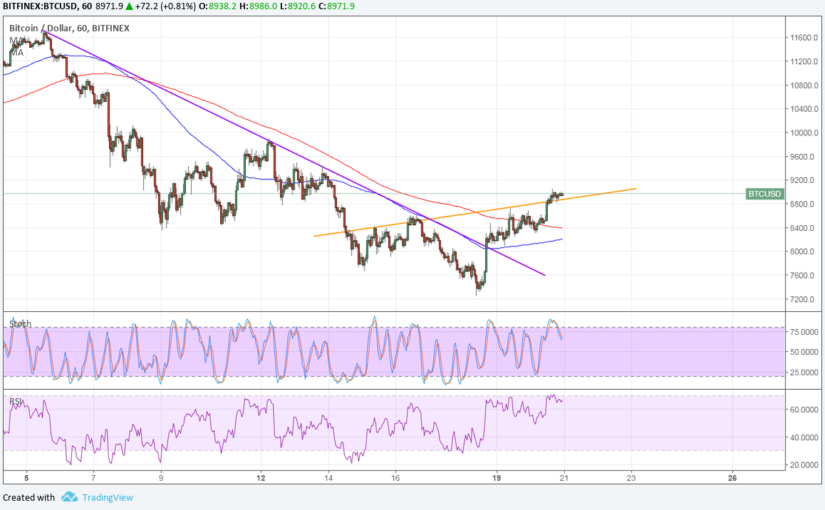 BITFINEX:BTCUSD, 60 8971.9 ▲ +72.2 (+0.81%) O:8938.2 H:8986.0 L:8920.6 C:8971.9
Bitcoin / Dollar, 60, BITFINEX
MA
MA
11600.0
11200.0
10800.0
10400.0
10000.0
9600.0
9200.0
BTCUSD
8800.0
8400.0
8000.0
7600.0
7200.0
Stoch
75.0000
50.0000
25.0000
RSI
60.0000
40.0000
20.0000
5 7 9 12 14 16 19 21 23 26
Created with TradingView